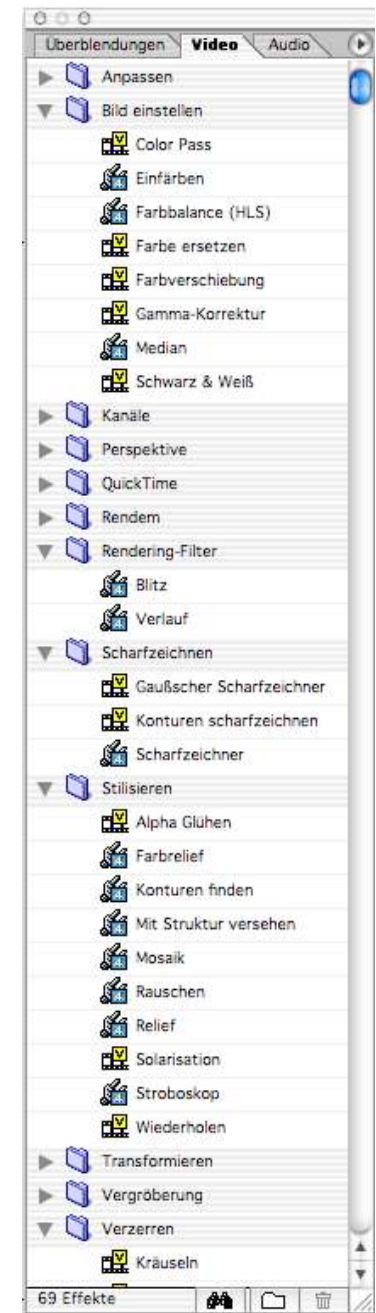 Überblendungen Video Audio
Anpassen
Bild einstellen
Color Pass
Einfärben
Farbbalance (HLS)
Farbe ersetzen
Farbverschiebung
Gamma-Korrektur
Median
Schwarz & Weiß
Kanäle
Perspektive
QuickTime
Rendern
Rendering-Filter
Blitz
Verlauf
Scharfzeichnen
Gaußscher Scharfzeichner
Konturen scharfzeichnen
Scharfzeichner
Stilisieren
Alpha Glühen
Farbrelief
Konturen finden
Mit Struktur versehen
Mosaik
Rauschen
Relief
Solarisation
Stroboskop
Wiederholen
Transformieren
Vergröberung
Verzerren
Kräuseln
69 Effekte